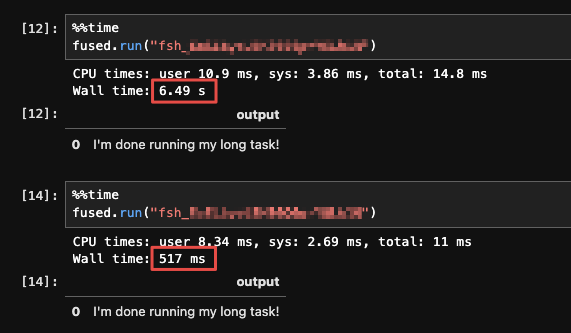 [12]: %%time
fused.run("fsh_")
CPU times: user 10.9 ms, sys: 3.86 ms, total: 14.8 ms
Wall time: 6.49 s
[12]: output
0 I'm done running my long task!
[14]: %%time
fused.run("fsh_")
CPU times: user 8.34 ms, sys: 2.69 ms, total: 11 ms
Wall time: 517 ms
[14]: output
0 I'm done running my long task!